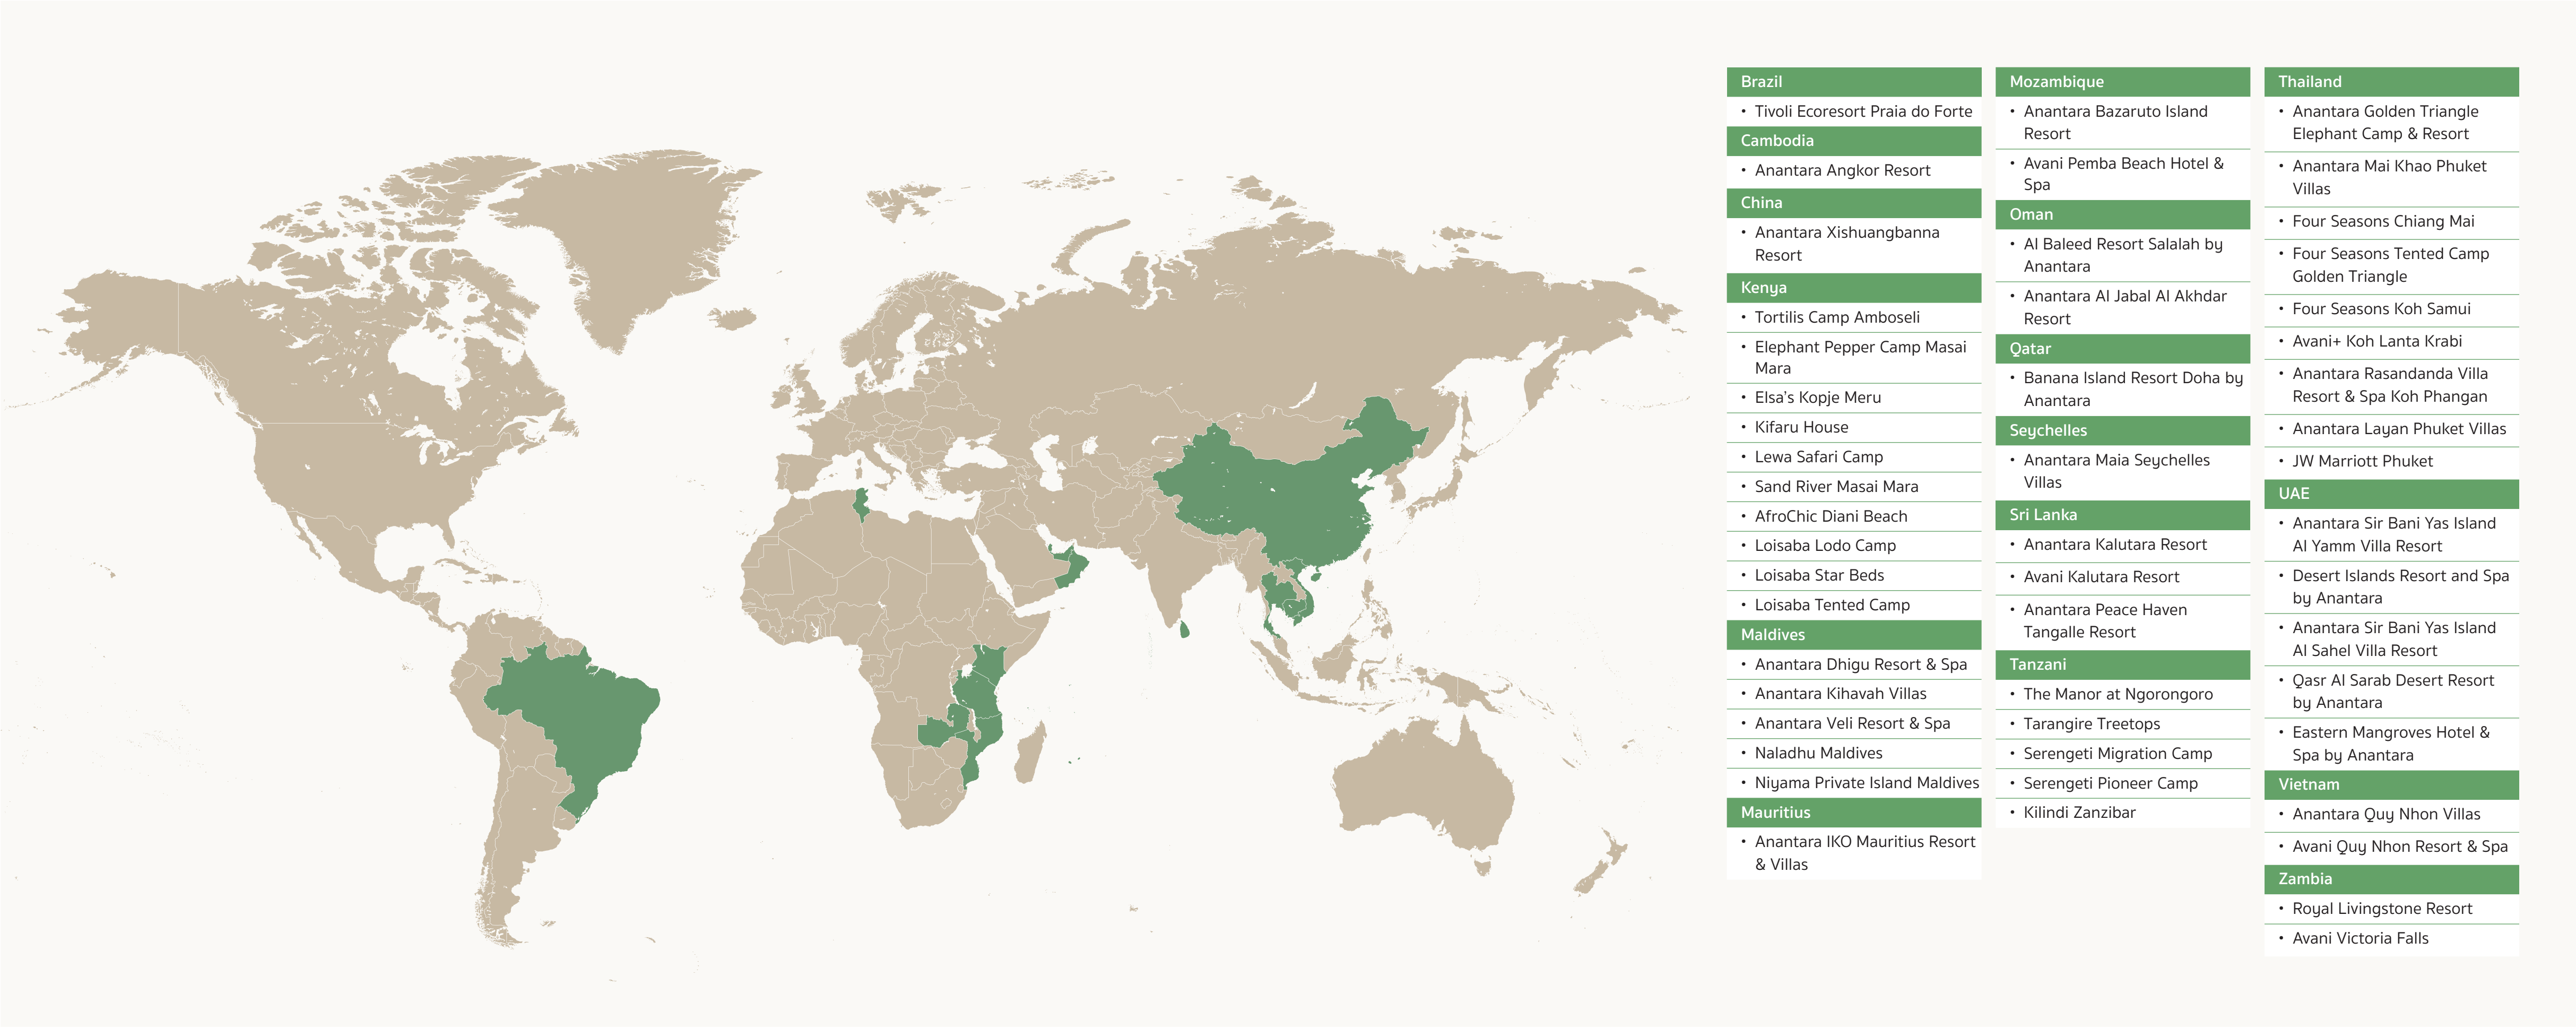 Brazil
• Tivoli Ecoresort Praia do Forte
Cambodia
• Anantara Angkor Resort
China
• Anantara Xishuangbanna
Resort
Kenya
• Tortilis Camp Amboseli
• Elephant Pepper Camp Masai
Mara
• Elsa’s Kopje Meru
• Kifaru House
• Lewa Safari Camp
• Sand River Masai Mara
• AfroChic Diani Beach
• Loisaba Lodo Camp
• Loisaba Star Beds
• Loisaba Tented Camp
Maldives
• Anantara Dhigu Resort & Spa
• Anantara Kihavah Villas
• Anantara Veli Resort & Spa
• Naladhu Maldives
• Niyama Private Island Maldives
Mauritius
• Anantara IKO Mauritius Resort
& Villas
Mozambique
• Anantara Bazaruto Island
Resort
• Avani Pemba Beach Hotel &
Spa
Oman
• Al Baleed Resort Salalah by
Anantara
• Anantara Al Jabal Al Akhdar
Resort
Qatar
• Banana Island Resort Doha by
Anantara
Seychelles
• Anantara Maia Seychelles
Villas
Sri Lanka
• Anantara Kalutara Resort
• Avani Kalutara Resort
• Anantara Peace Haven
Tangalle Resort
Tanzani
• The Manor at Ngorongoro
• Tarangire Treetops
• Serengeti Migration Camp
• Serengeti Pioneer Camp
• Kilindi Zanzibar
Thailand
• Anantara Golden Triangle
Elephant Camp & Resort
• Anantara Mai Khao Phuket
Villas
• Four Seasons Chiang Mai
• Four Seasons Tented Camp
Golden Triangle
• Four Seasons Koh Samui
• Avani+ Koh Lanta Krabi
• Anantara Rasandanda Villa
Resort & Spa Koh Phangan
• Anantara Layan Phuket Villas
• JW Marriott Phuket
UAE
• Anantara Sir Bani Yas Island
Al Yamm Villa Resort
• Desert Islands Resort and Spa
by Anantara
• Anantara Sir Bani Yas Island
Al Sahel Villa Resort
• Qasr Al Sarab Desert Resort
by Anantara
• Eastern Mangroves Hotel &
Spa by Anantara
Vietnam
• Anantara Quy Nhon Villas
• Avani Quy Nhon Resort & Spa
Zambia
• Royal Livingstone Resort
• Avani Victoria Falls